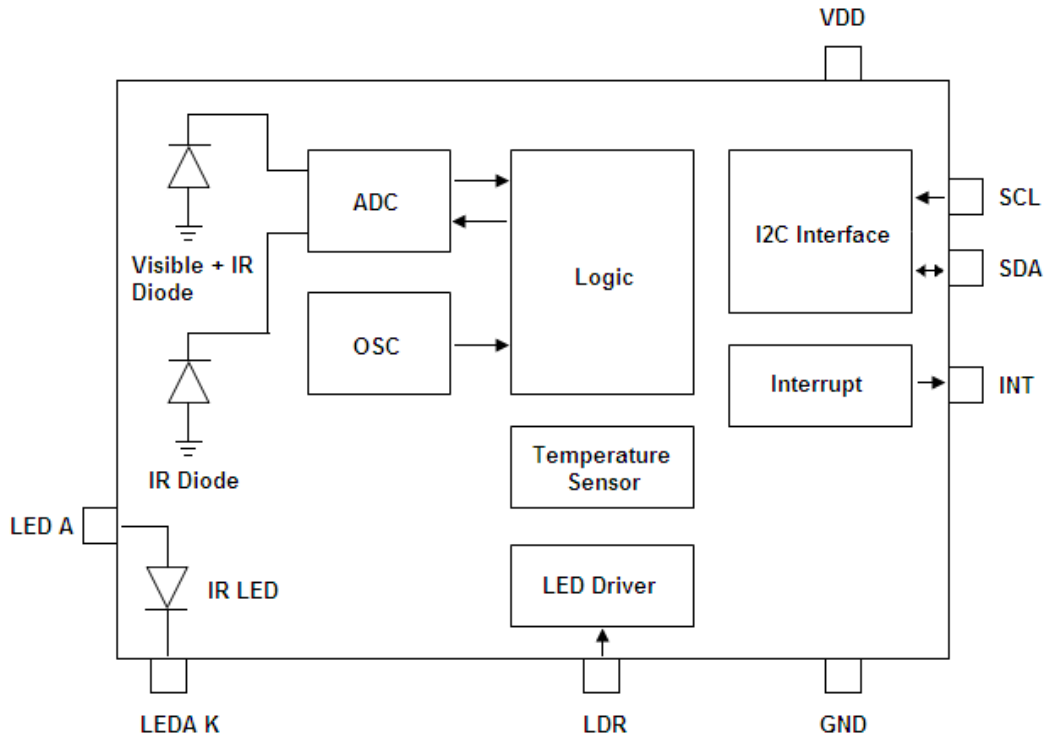 VDD
ADC
Logic
I2C Interface
SCL
SDA
Visible + IR
Diode
OSC
Interrupt
INT
IR Diode
Temperature
Sensor
LED A
IR LED
LED Driver
LEDA K
LDR
GND